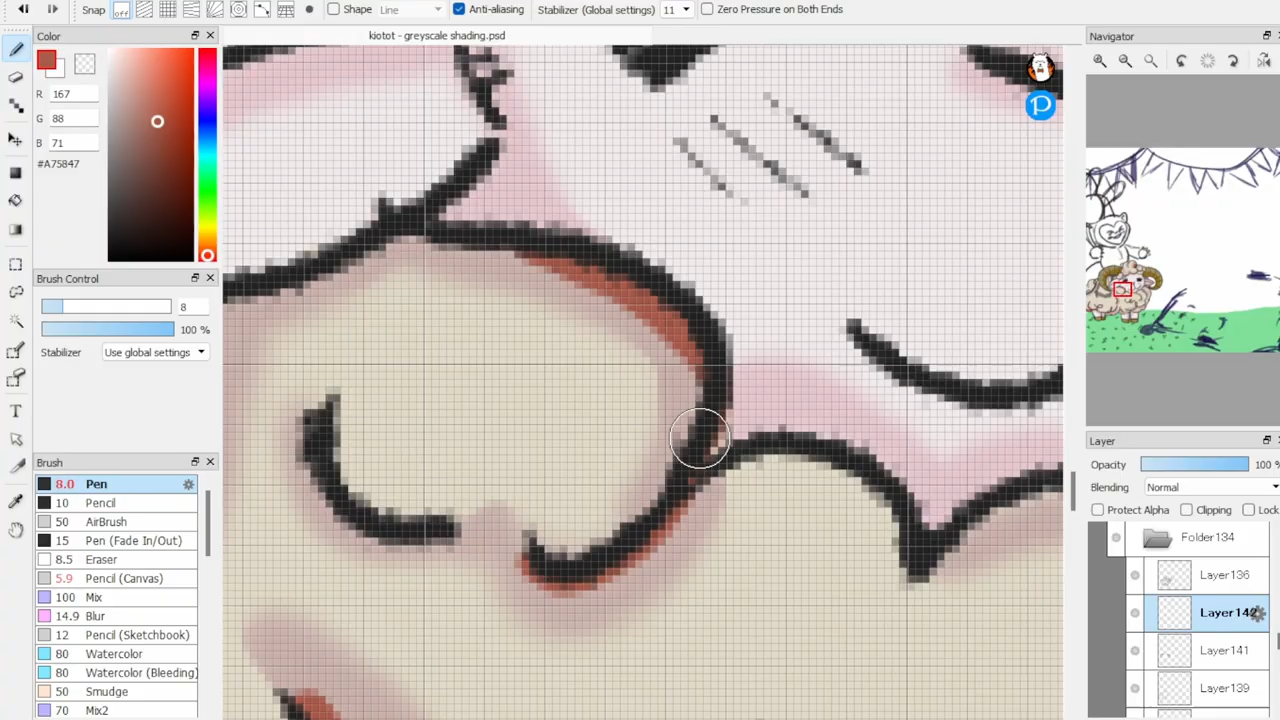 Snap off Shape Line Anti-aliasing Stabilizer (Global settings) 11 Zero Pressure on Both Ends
Color
kiotot - greyscale shading.psd
Navigator
R 167
G 88
B 71
#A75847
Brush Control
8
100 %
Stabilizer Use global settings
Brush
8.0 Pen
10 Pencil
50 AirBrush
15 Pen (Fade In/Out)
8.5 Eraser
5.9 Pencil (Canvas)
100 Mix
14.9 Blur
12 Pencil (Sketchbook)
80 Watercolor
80 Watercolor (Bleeding)
50 Smudge
70 Mix2
P
Layer
Opacity 100 %
Blending Normal
Protect Alpha Clipping Lock
Folder134
Layer136
Layer141
Layer139